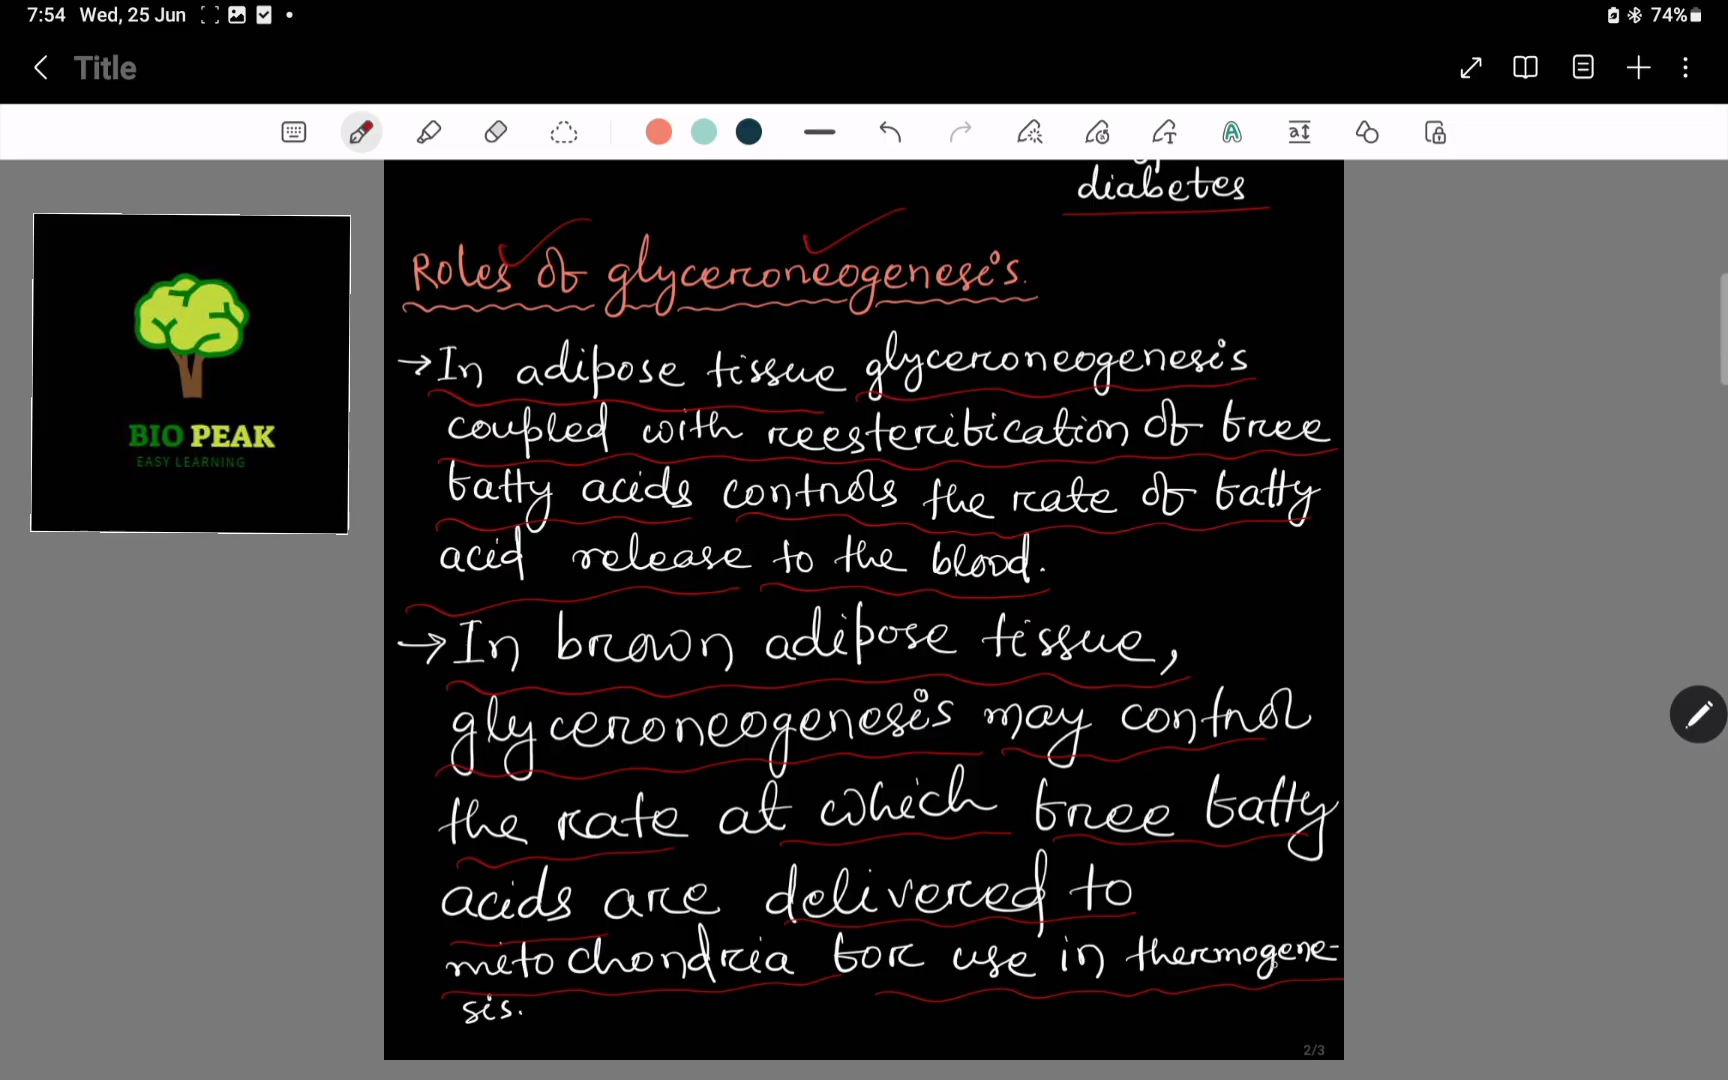 7:54 Wed, 25 Jun
74%
Title
diabetes
Roles of glyceroneogenesis.
→In adipose tissue glyceroneogenesis
coupled with reesterification of free
fatty acids controls the rate of fatty
acid release to the blood.
→In brown adipose tissue,
glyceroneogenesis may control
the rate at which free fatty
acids are delivered to
mitochondria for use in thermogene-
sis.
BIO PEAK
EASY LEARNING
2/3